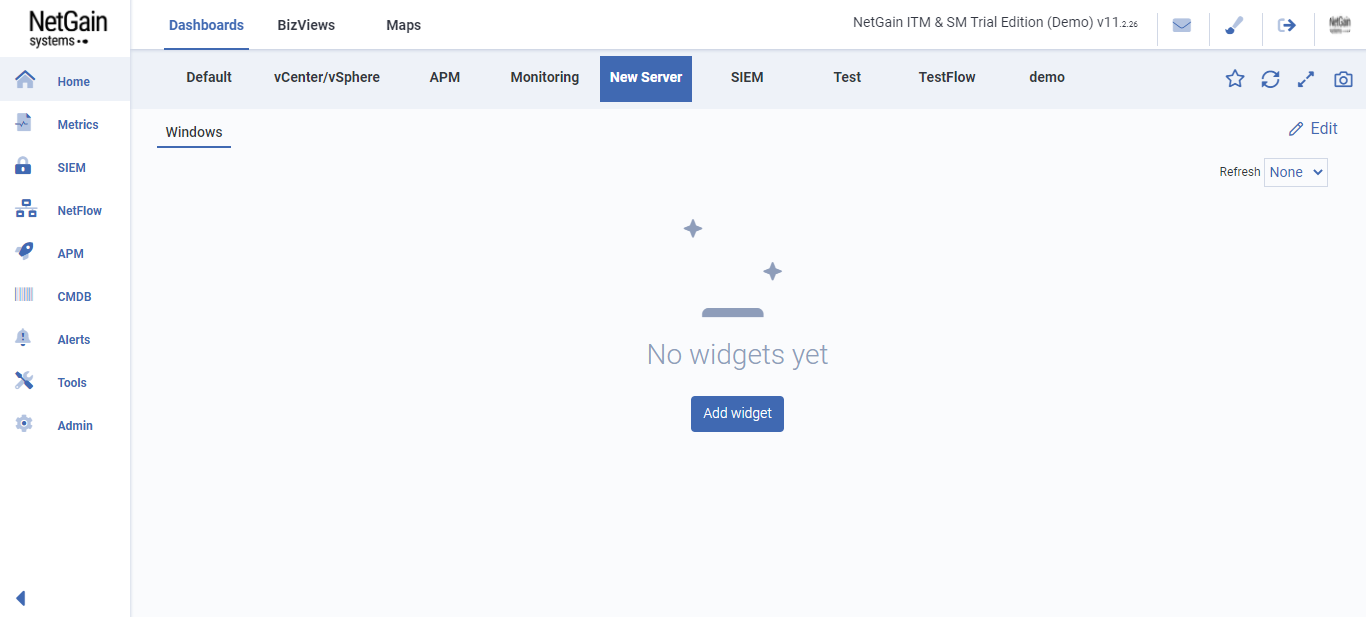 NetGain
systems
Dashboards BizViews Maps
NetGain ITM & SM Trial Edition (Demo) v11.2.26
NetGain
Default vCenter/vSphere APM Monitoring New Server SIEM Test TestFlow demo
Home
Metrics
SIEM
NetFlow
APM
CMDB
Alerts
Tools
Admin
Windows
Edit
Refresh None
No widgets yet
Add widget